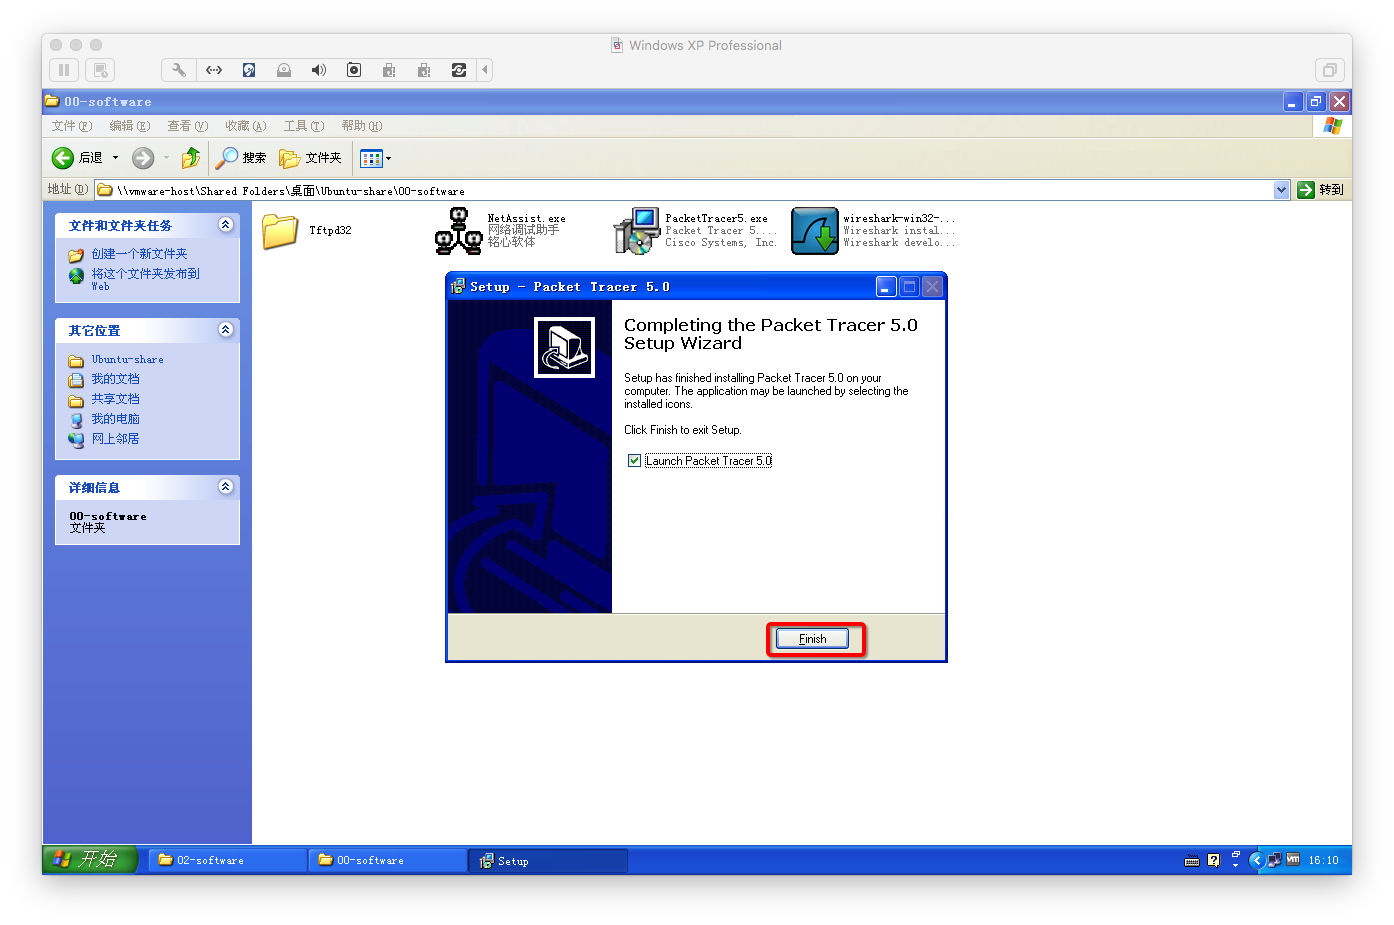 Windows XP Professional
00-software
文件(F) 编辑(E) 查看(V) 收藏(A) 工具(T) 帮助(H)
后退 搜索 文件夹
地址(D) \\vmware-host\Shared Folders\桌面\Ubuntu-share\00-software 转到
文件和文件夹任务
创建一个新文件夹
将这个文件夹发布到
Web
其它位置
Ubuntu-share
我的文档
共享文档
我的电脑
网上邻居
详细信息
00-software
文件夹
Tftpd32
NetAssist.exe
网络调试助手
铭心软体
PacketTracer5.exe
Packet Tracer 5....
Cisco Systems, Inc.
wireshark-win32-...
Wireshark instal...
Wireshark develo...
Setup - Packet Tracer 5.0
Completing the Packet Tracer 5.0
Setup Wizard
Setup has finished installing Packet Tracer 5.0 on your
computer. The application may be launched by selecting the
installed icons.
Click Finish to exit Setup.
Launch Packet Tracer 5.0
Finish
开始 02-software 00-software Setup 16:10